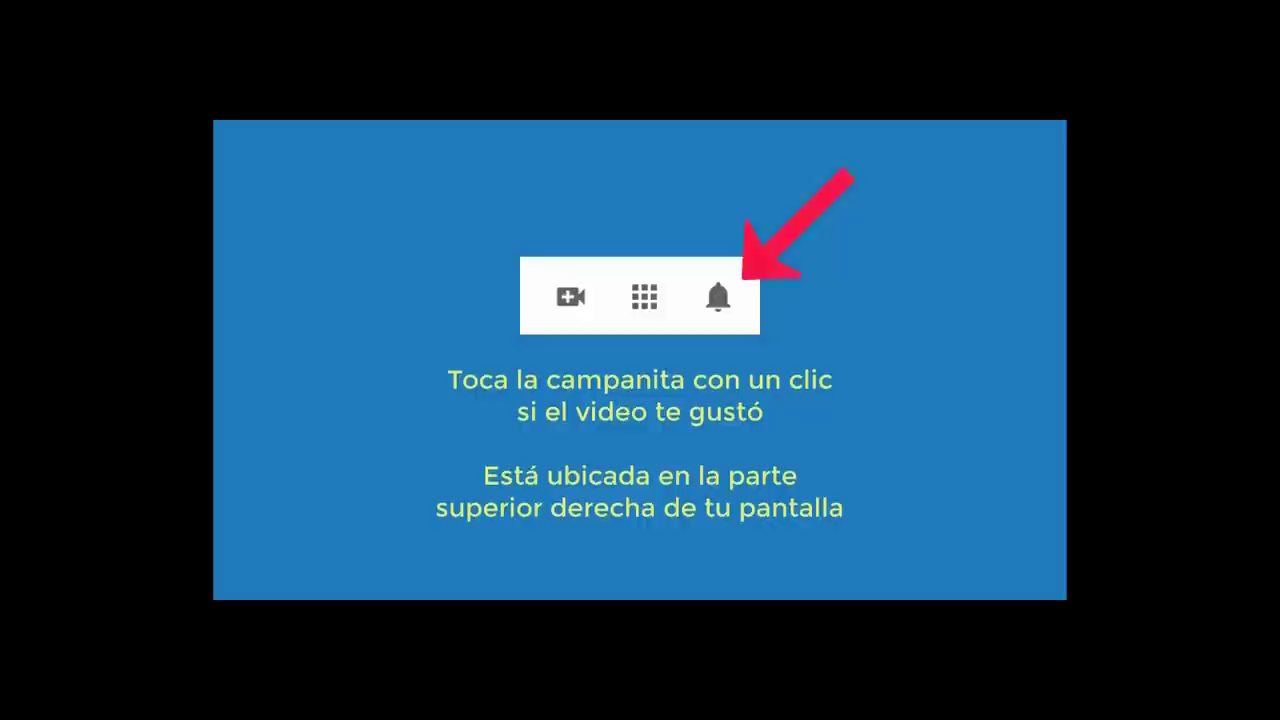 Toca la campanita con un clic
si el video te gustó
Está ubicada en la parte
superior derecha de tu pantalla